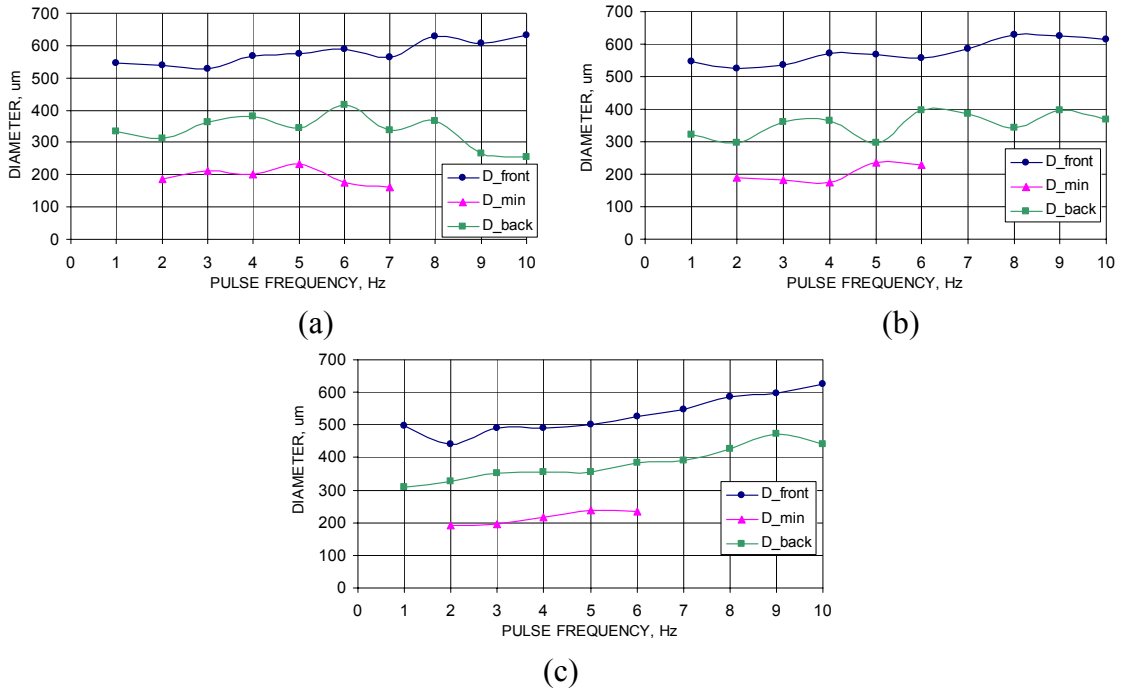 700
600
500
400
300
200
100
0
DIAMETER, um
0 1 2 3 4 5 6 7 8 9 10
PULSE FREQUENCY, Hz
D_front
D_min
D_back
(a)
700
600
500
400
300
200
100
0
DIAMETER, um
0 1 2 3 4 5 6 7 8 9 10
PULSE FREQUENCY, Hz
D_front
D_min
D_back
(b)
700
600
500
400
300
200
100
0
DIAMETER, um
0 1 2 3 4 5 6 7 8 9 10
PULSE FREQUENCY, Hz
D_front
D_min
D_back
(c)